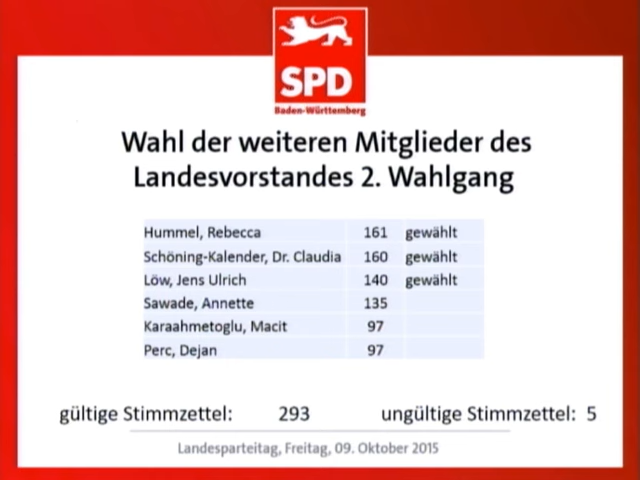 SPD
Baden-Württemberg
Wahl der weiteren Mitglieder des
Landesvorstandes 2. Wahlgang
Hummel, Rebecca 161 gewählt
Schöning-Kalender, Dr. Claudia 160 gewählt
Löw, Jens Ulrich 140 gewählt
Sawade, Annette 135
Karaahmetoglu, Macit 97
Perc, Dejan 97
gültige Stimmzettel: 293 ungültige Stimmzettel: 5
Landesparteitag, Freitag, 09. Oktober 2015